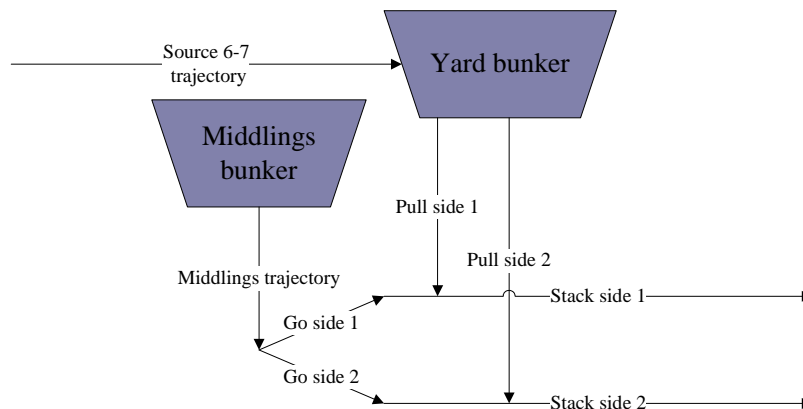 Source 6-7
trajectory
Yard bunker
Middlings
bunker
Pull side 1
Pull side 2
Middlings trajectory
Stack side 1
Go side 1
Go side 2
Stack side 2